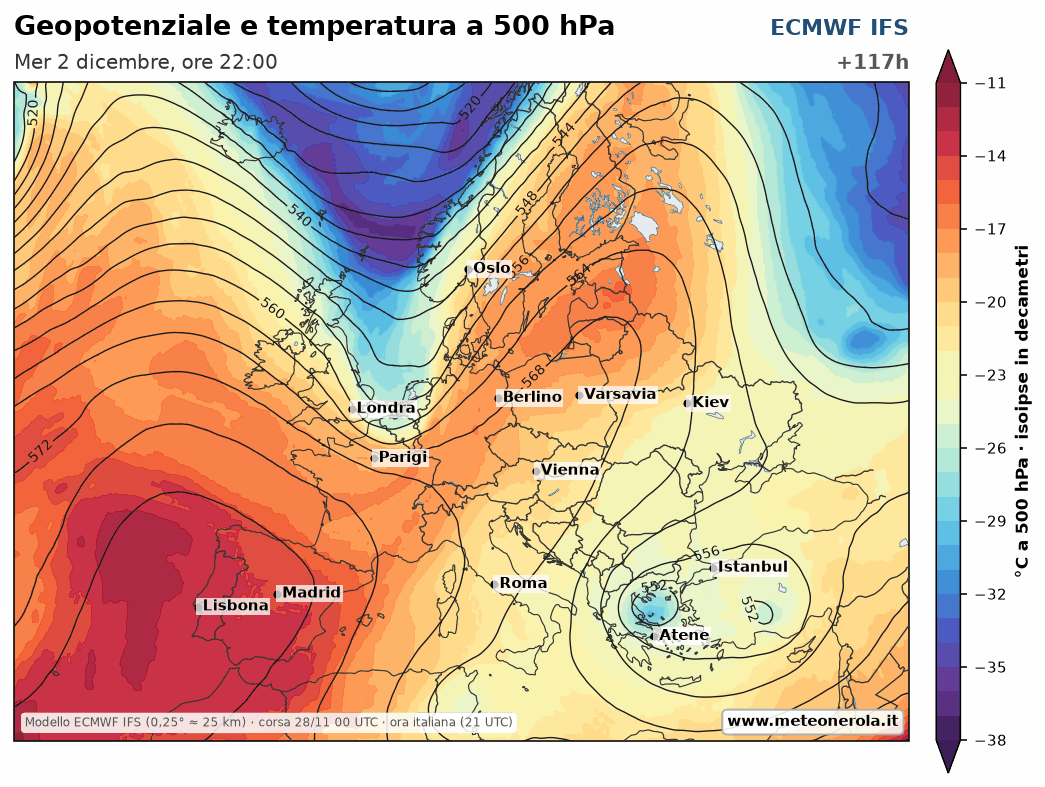 Geopotenziale e temperatura a 500 hPa
ECMWF IFS
Mer 2 dicembre, ore 22:00
+117h
520
520
544
548
540
56
564
560
568
572
556
552
552
Oslo
Londra
Berlino
Varsavia
Kiev
Parigi
Vienna
Istanbul
Roma
Madrid
Lisbona
Atene
−11
−14
−17
−20
−23
−26
−29
−32
−35
−38
°C a 500 hPa · isoipse in decametri
Modello ECMWF IFS (0,25° ≈ 25 km) · corsa 28/11 00 UTC · ora italiana (21 UTC)
www.meteonerola.it